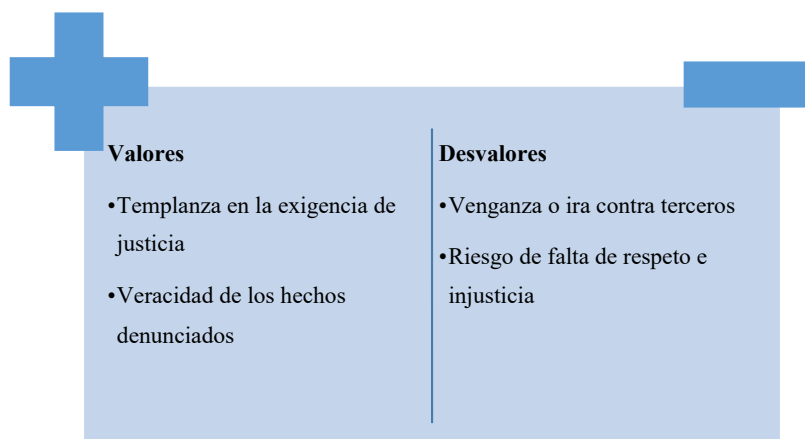 Valores
•Templanza en la exigencia de
justicia
•Veracidad de los hechos
denunciados
Desvalores
•Venganza o ira contra terceros
•Riesgo de falta de respeto e
injusticia